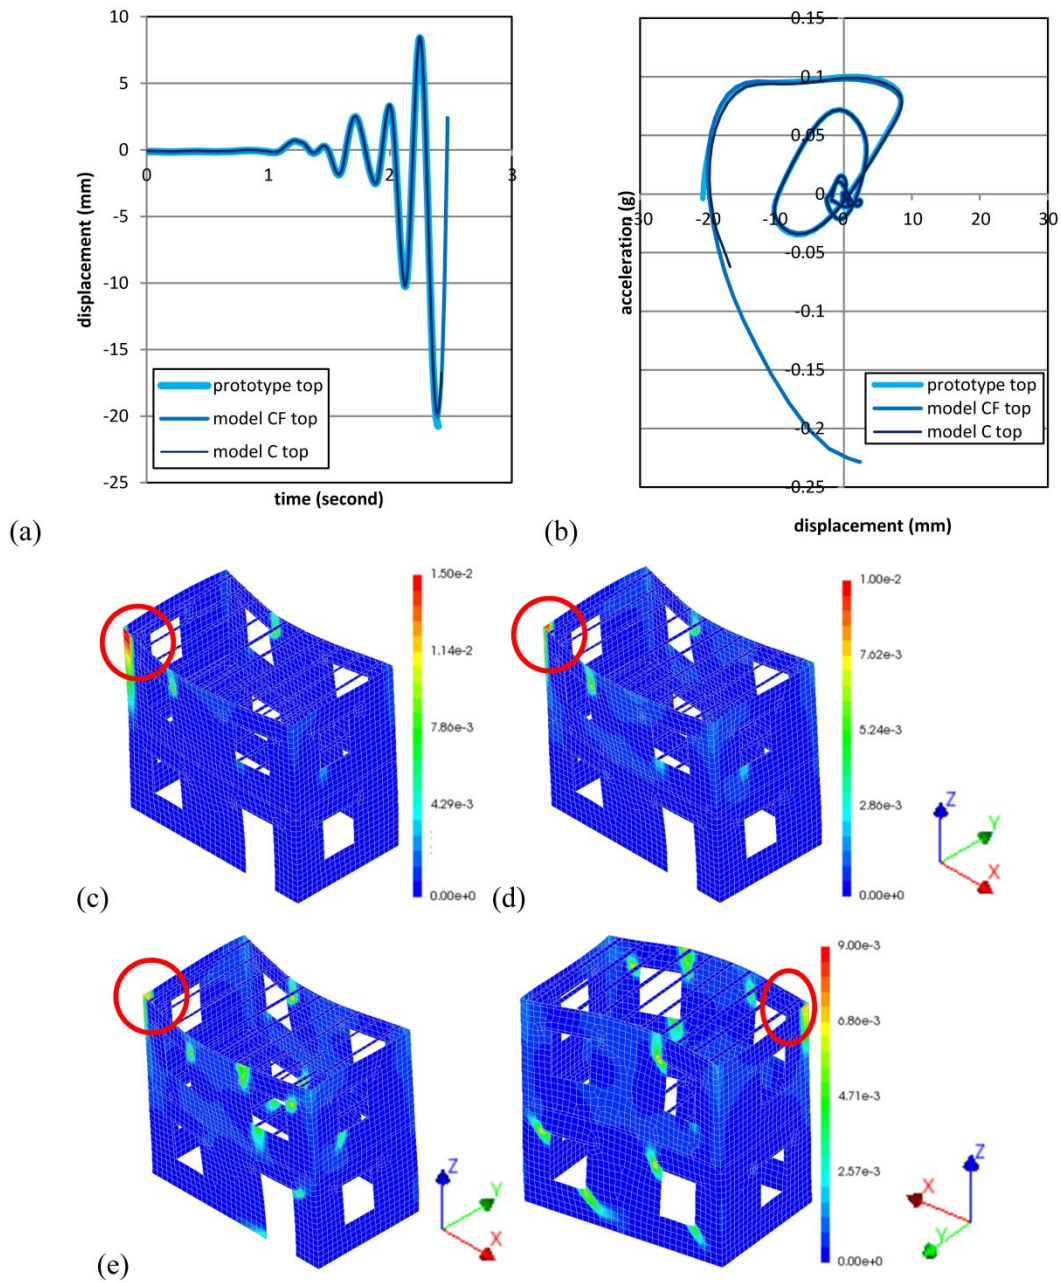 10
5
0
-5
-10
-15
-20
-25
0
1
2
3
displacement (mm)
prototype top
model CF top
model C top
time (second)
(a)
0.15
0.1
0.05
0
-0.05
-0.1
-0.15
-0.2
-0.25
-30
-20
-10
0
10
20
30
acceleration (g)
prototype top
model CF top
model C top
displacement (mm)
(b)
1.50e-2
1.14e-2
7.86e-3
4.29e-3
0.00e+0
(c)
1.00e-2
7.62e-3
5.24e-3
2.86e-3
0.00e+0
Z
Y
X
(d)
Z
Y
X
(e)
9.00e-3
6.86e-3
4.71e-3
2.57e-3
0.00e+0
Z
X
Y